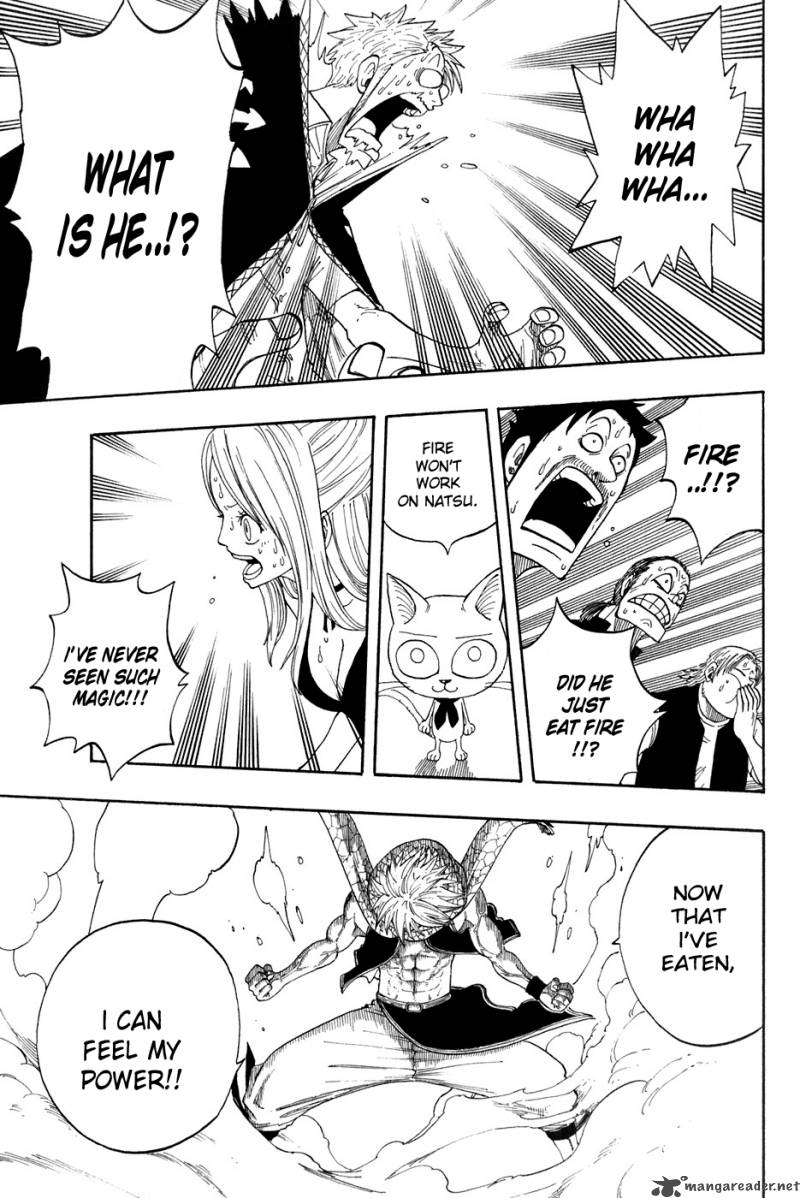 WHA
WHA
WHA...
WHAT
IS HE..!?
FIRE
..!!?
DID HE
JUST
EAT FIRE
!!?
FIRE
WON'T
WORK
ON NATSU.
I'VE NEVER
SEEN SUCH
MAGIC!!!
NOW
THAT
I'VE
EATEN,
I CAN
FEEL MY
POWER!!
mangareader.net